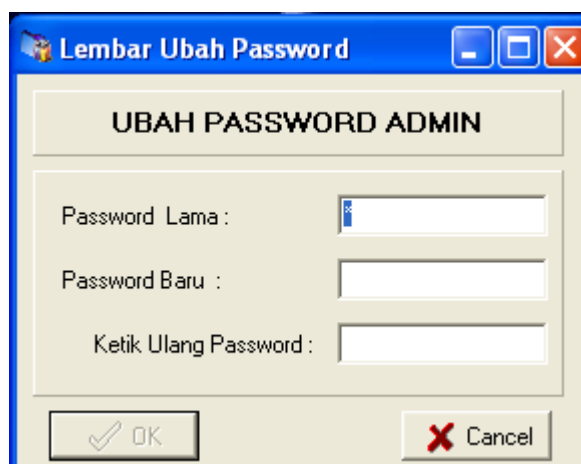 Lembar Ubah Password
UBAH PASSWORD ADMIN
Password Lama : *
Password Baru :
Ketik Ulang Password :
OK Cancel